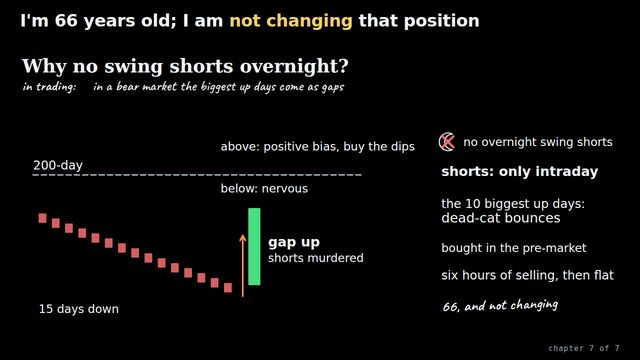 I'm 66 years old; I am not changing that position
Why no swing shorts overnight?
in trading: in a bear market the biggest up days come as gaps
above: positive bias, buy the dips
200-day
below: nervous
gap up
shorts murdered
15 days down
no overnight swing shorts
shorts: only intraday
the 10 biggest up days:
dead-cat bounces
bought in the pre-market
six hours of selling, then flat
66, and not changing
chapter 7 of 7